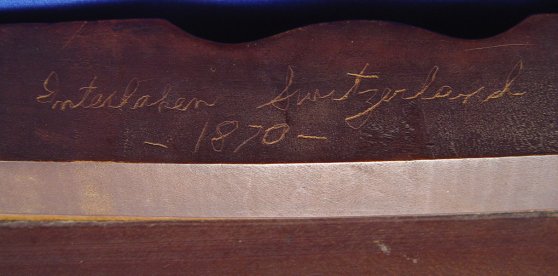 Interlaken Switzerland
- 1870 -